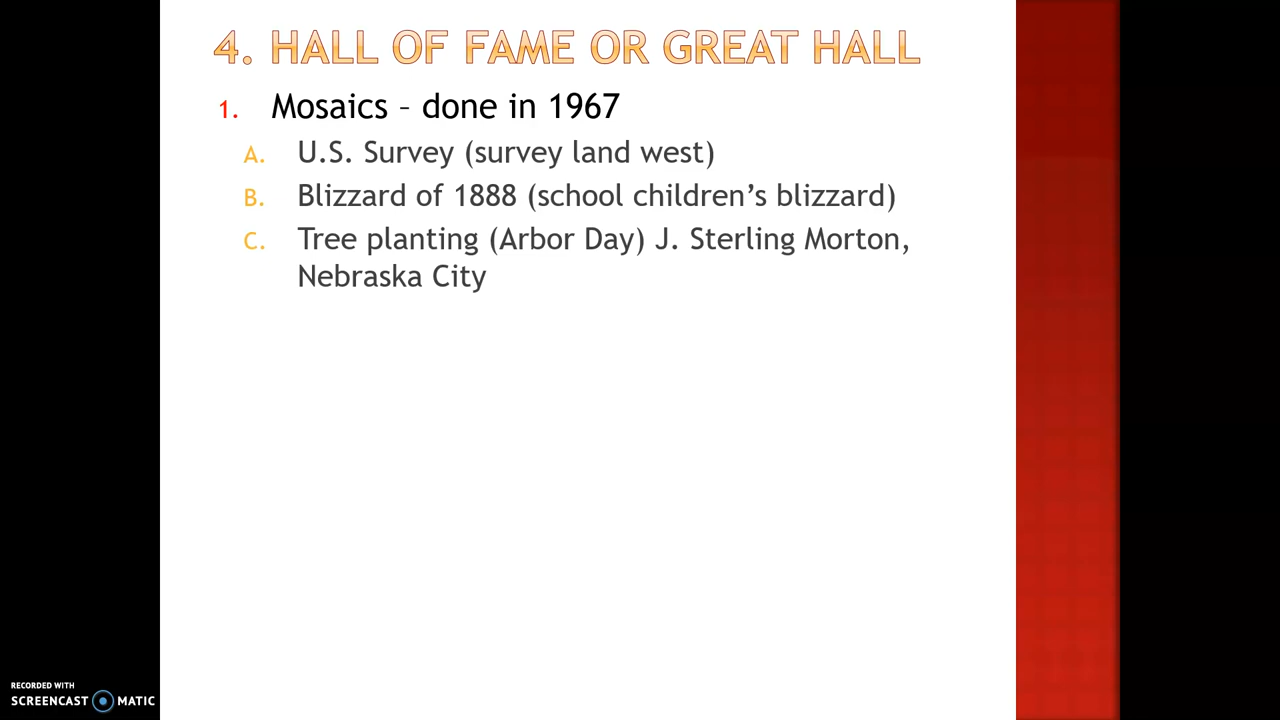 4. HALL OF FAME OR GREAT HALL
1. Mosaics – done in 1967
A. U.S. Survey (survey land west)
B. Blizzard of 1888 (school children’s blizzard)
C. Tree planting (Arbor Day) J. Sterling Morton,
Nebraska City
RECORDED WITH
SCREENCAST MATIC